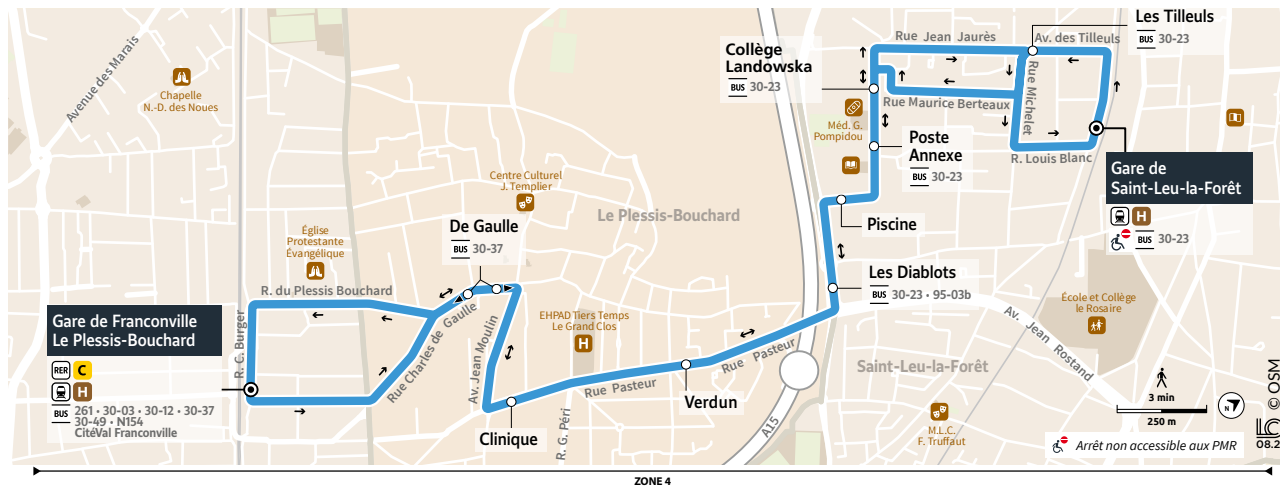 Avenue des Marais
Chapelle
N.-D. des Noues
Centre Culturel
J. Templier
Église
Protestante
Évangélique
De Gaulle
BUS 30-37
Le Plessis-Bouchard
R. du Plessis Bouchard
Gare de Franconville
Le Plessis-Bouchard
RER C
H
BUS 261 • 30-03 • 30-12 • 30-37
30-49 • N154
CitéVal Franconville
R. C. Burger
Rue Charles de Gaulle
Av. Jean Moulin
EHPAD Tiers Temps
Le Grand Clos
H
Clinique
R. G. Péri
Rue Pasteur
Verdun
Rue Pasteur
A15
Collège
Landowska
BUS 30-23
Rue Jean Jaurès
Les Tilleuls
BUS 30-23
Av. des Tilleuls
Rue Michelet
Rue Maurice Berteaux
Méd. G.
Pompidou
Poste
Annexe
BUS 30-23
R. Louis Blanc
Gare de
Saint-Leu-la-Forêt
H
BUS 30-23
Piscine
Les Diablots
BUS 30-23 • 95-03b
École et Collège
le Rosaire
Av. Jean Rostand
Saint-Leu-la-Forêt
M.L.C.
F. Truffaut
3 min
250 m
N
© OSM
08.2
Arrêt non accessible aux PMR
ZONE 4